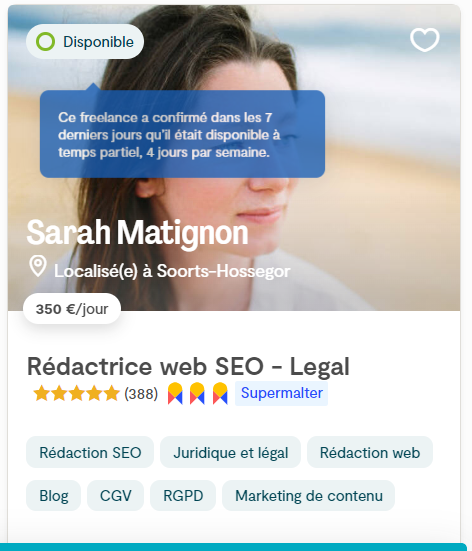 Disponible
Ce freelance a confirmé dans les 7
derniers jours qu'il était disponible à
temps partiel, 4 jours par semaine.
Sarah Matignon
Localisé(e) à Soorts-Hossegor
350 €/jour
Rédactrice web SEO - Legal
(388) Supermalter
Rédaction SEO Juridique et légal Rédaction web
Blog CGV RGPD Marketing de contenu